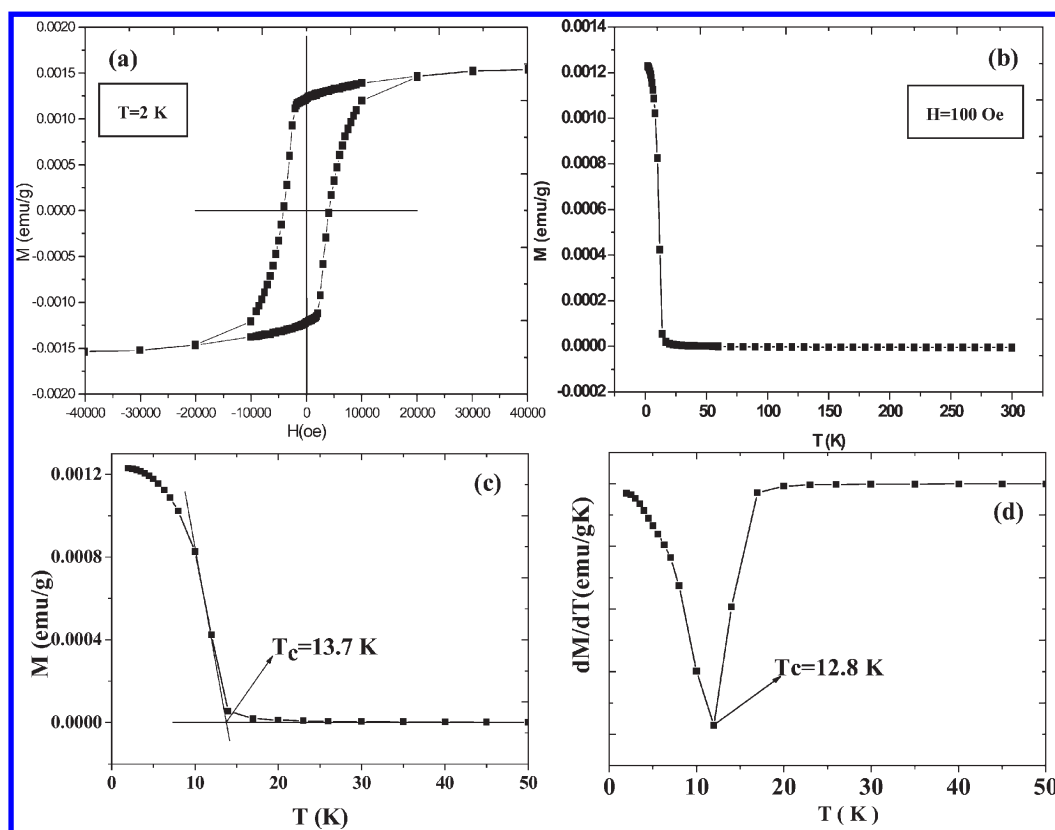 (a)
T=2 K
M (emu/g)
0.0020
0.0015
0.0010
0.0005
0.0000
-0.0005
-0.0010
-0.0015
-0.0020
-40000 -30000 -20000 -10000 0 10000 20000 30000 40000
H(oe)
(b)
H=100 Oe
M (emu/g)
0.0014
0.0012
0.0010
0.0008
0.0006
0.0004
0.0002
0.0000
-0.0002
0 50 100 150 200 250 300
T(K)
(c)
M (emu/g)
0.0012
0.0008
0.0004
0.0000
Tc=13.7 K
0 10 20 30 40 50
T (K)
(d)
dM/dT(emu/gK)
Tc=12.8 K
0 10 20 30 40 50
T ( K )